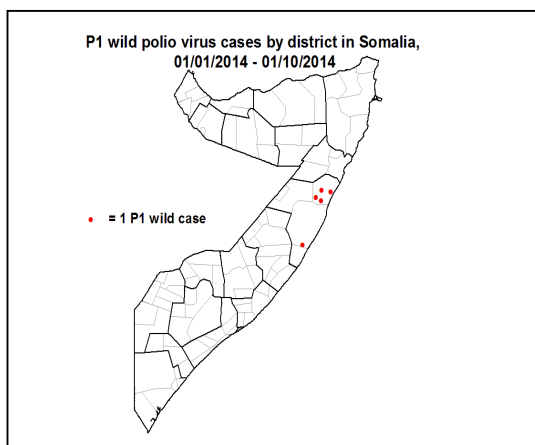 P1 wild polio virus cases by district in Somalia,
01/01/2014 - 01/10/2014
= 1 P1 wild case